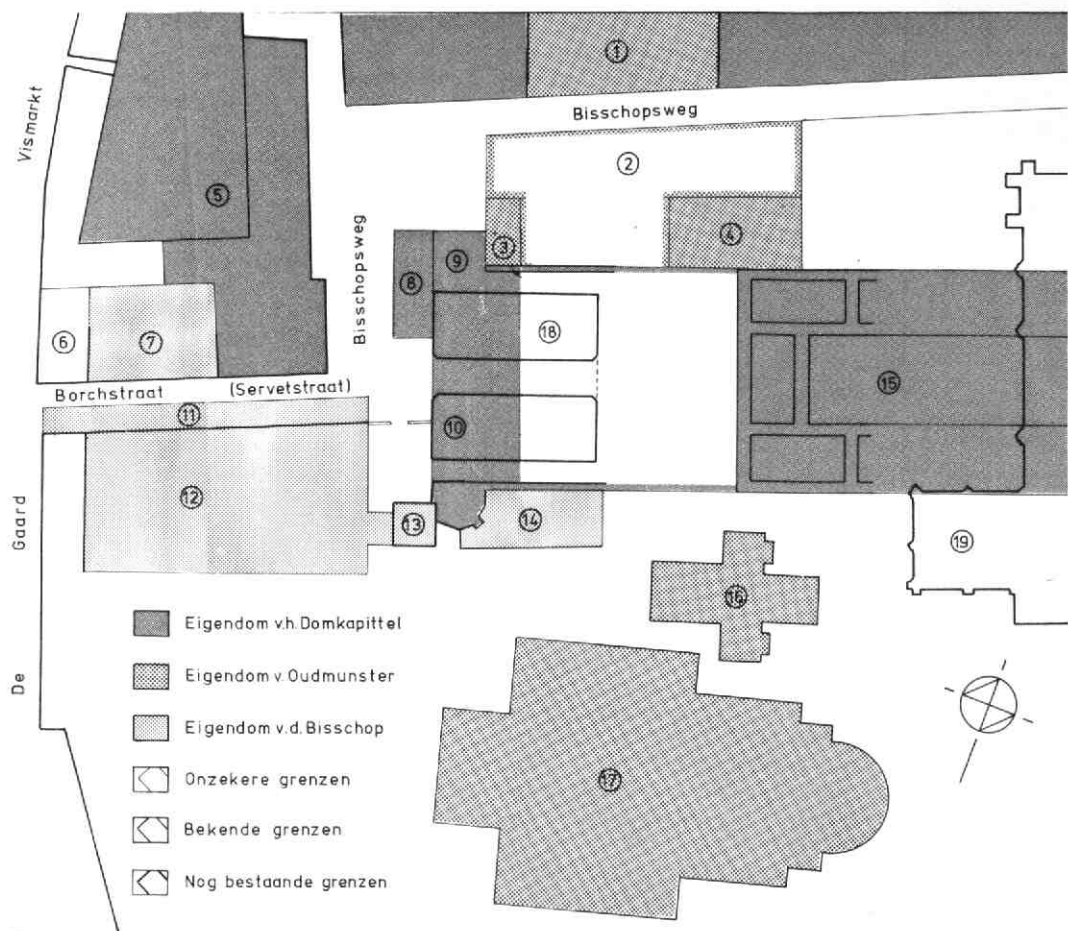 1
Bisschopsweg
Vismarkt
2
5
3
4
9
8
Bisschopsweg
6
7
18
15
Borchstraat (Servetstraat)
11
10
12
13
14
19
Gaard
16
De
17
Eigendom v.h. Domkapittel
Eigendom v. Oudmunster
Eigendom v.d. Bisschop
Onzekere grenzen
Bekende grenzen
Nog bestaande grenzen